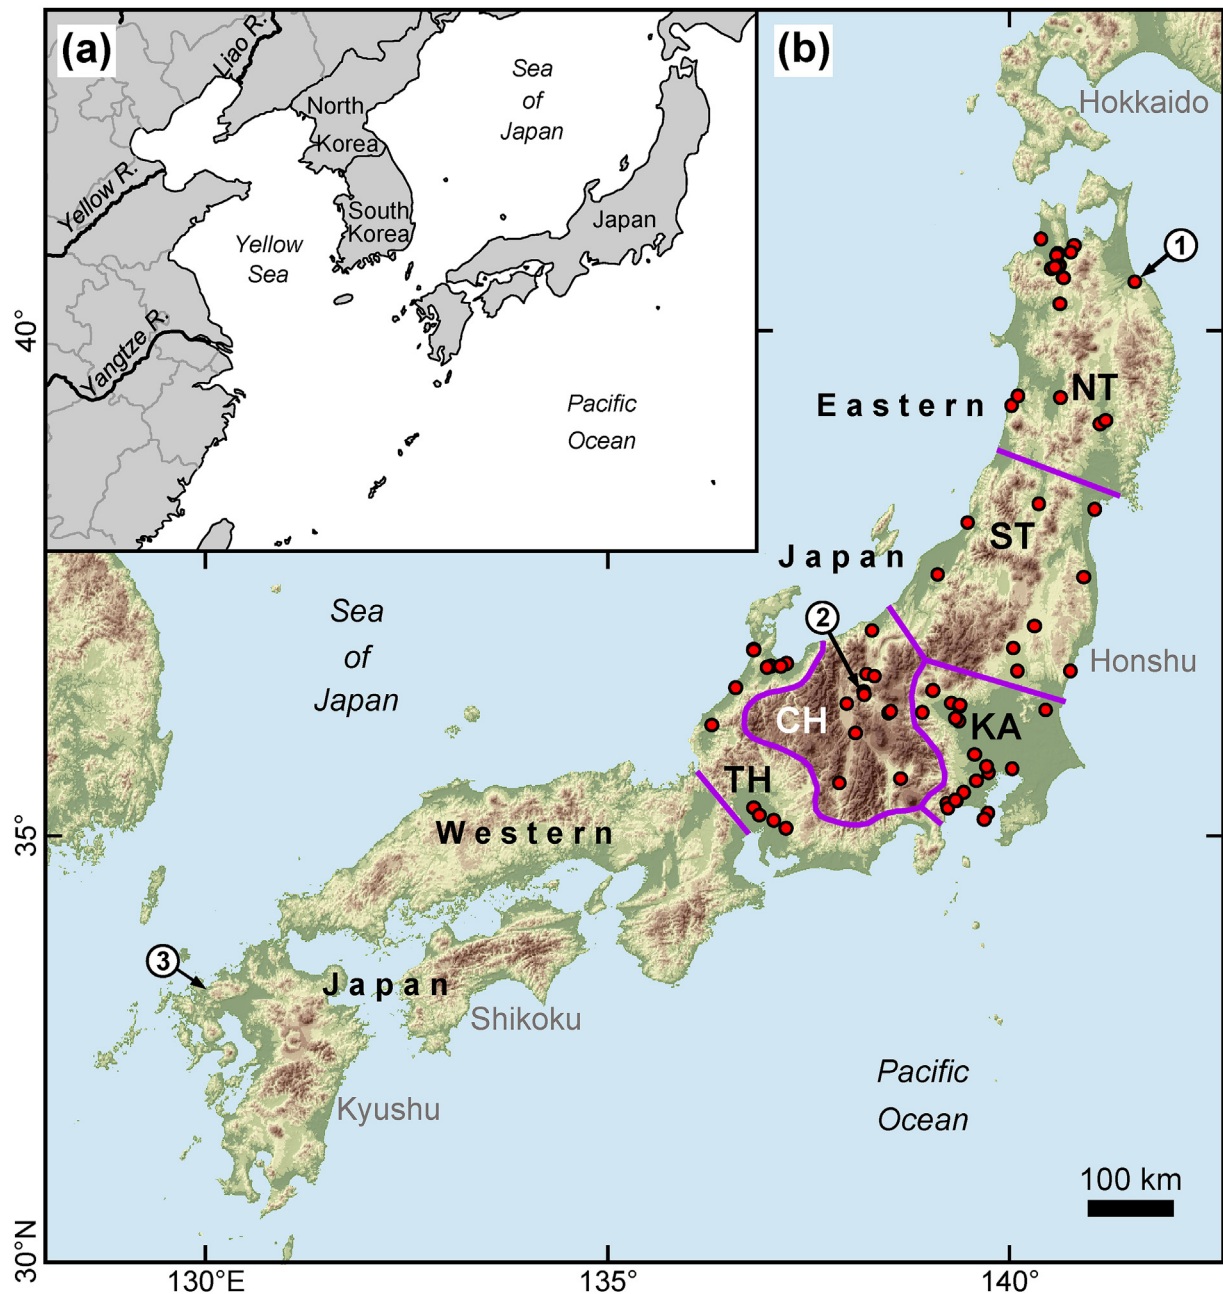 (a)
Liao R.
North
Korea
Sea
of
Japan
Yellow R.
South
Korea
Japan
Yellow
Sea
Yangtze R.
Pacific
Ocean
(b)
Hokkaido
1
NT
Eastern
ST
Japan
2
Honshu
Sea
of
Japan
CH
KA
TH
Western
3
Japan
Shikoku
Kyushu
Pacific
Ocean
100 km
40°
35°
30°N
130°E
135°
140°